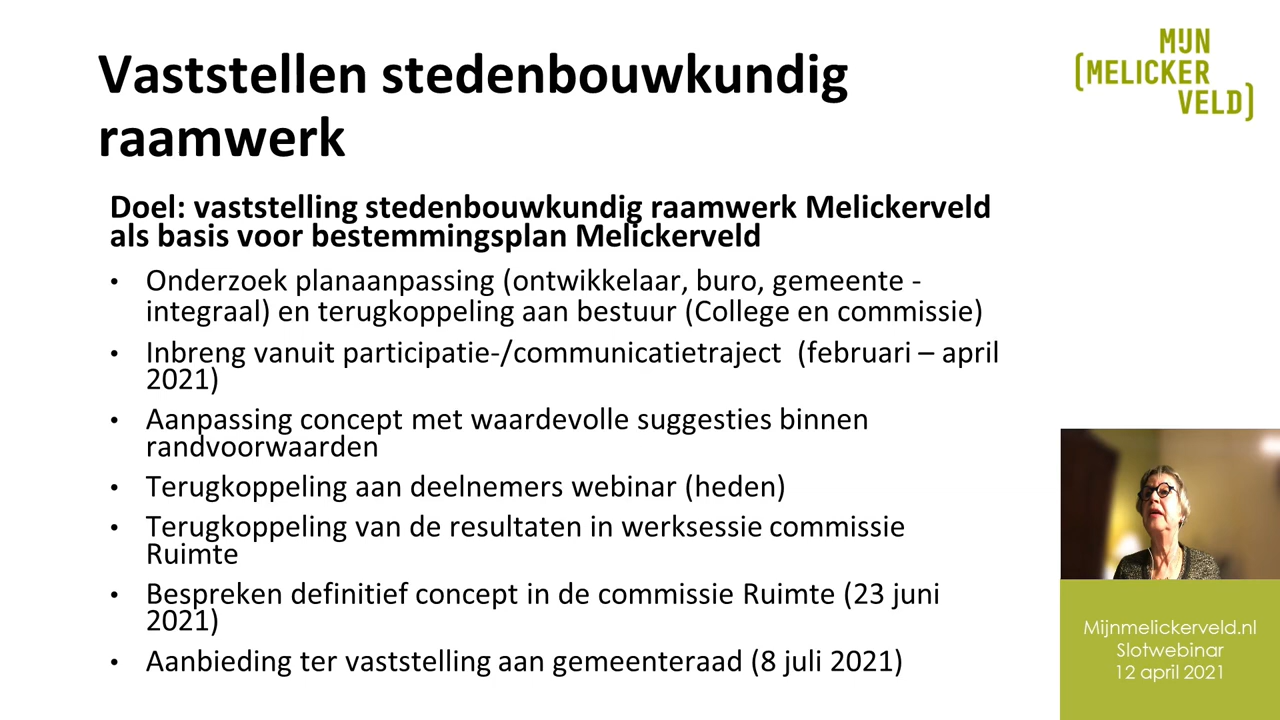 Vaststellen stedenbouwkundig
raamwerk
MIJN
[MELICKER
VELD]
Doel: vaststelling stedenbouwkundig raamwerk Melickerveld
als basis voor bestemmingsplan Melickerveld
• Onderzoek planaanpassing (ontwikkelaar, buro, gemeente -
integraal) en terugkoppeling aan bestuur (College en commissie)
• Inbreng vanuit participatie-/communicatietraject (februari – april
2021)
• Aanpassing concept met waardevolle suggesties binnen
randvoorwaarden
• Terugkoppeling aan deelnemers webinar (heden)
• Terugkoppeling van de resultaten in werksessie commissie
Ruimte
• Bespreken definitief concept in de commissie Ruimte (23 juni
2021)
• Aanbieding ter vaststelling aan gemeenteraad (8 juli 2021)
Mijnmelickerveld.nl
Slotwebinar
12 april 2021